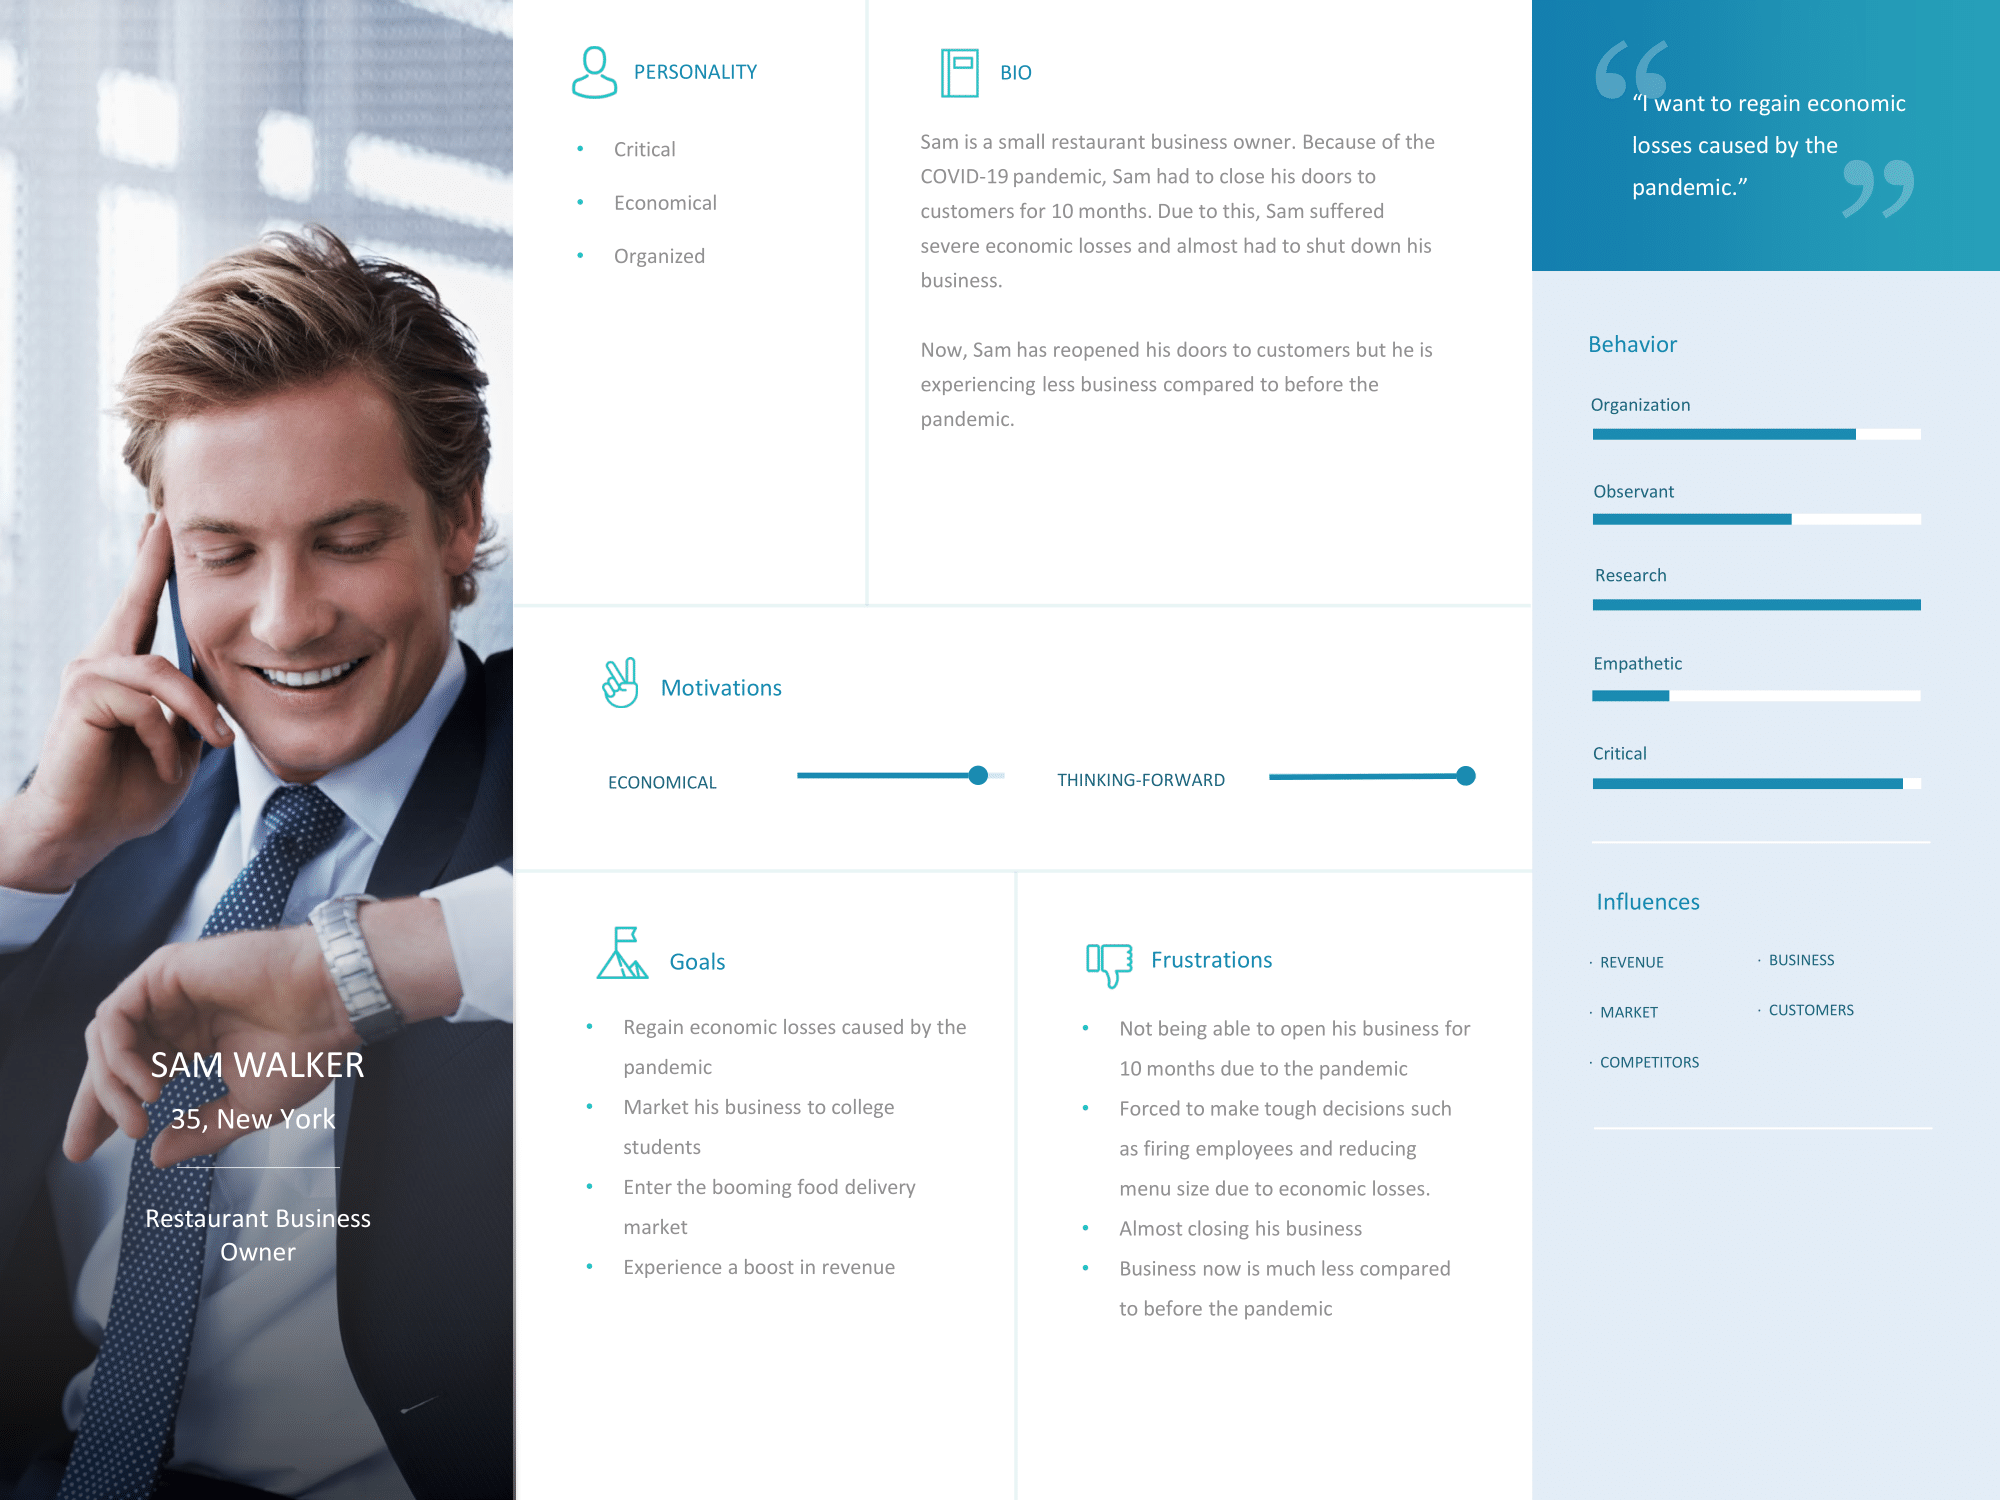 SAM WALKER
35, New York
Restaurant Business
Owner
PERSONALITY
• Critical
• Economical
• Organized
BIO
Sam is a small restaurant business owner. Because of the
COVID-19 pandemic, Sam had to close his doors to
customers for 10 months. Due to this, Sam suffered
severe economic losses and almost had to shut down his
business.
Now, Sam has reopened his doors to customers but he is
experiencing less business compared to before the
pandemic.
Motivations
ECONOMICAL
THINKING-FORWARD
Goals
• Regain economic losses caused by the
pandemic
• Market his business to college
students
• Enter the booming food delivery
market
• Experience a boost in revenue
Frustrations
• Not being able to open his business for
10 months due to the pandemic
• Forced to make tough decisions such
as firing employees and reducing
menu size due to economic losses.
• Almost closing his business
• Business now is much less compared
to before the pandemic
“I want to regain economic
losses caused by the
pandemic.”
Behavior
Organization
Observant
Research
Empathetic
Critical
Influences
· REVENUE
· MARKET
· COMPETITORS
· BUSINESS
· CUSTOMERS